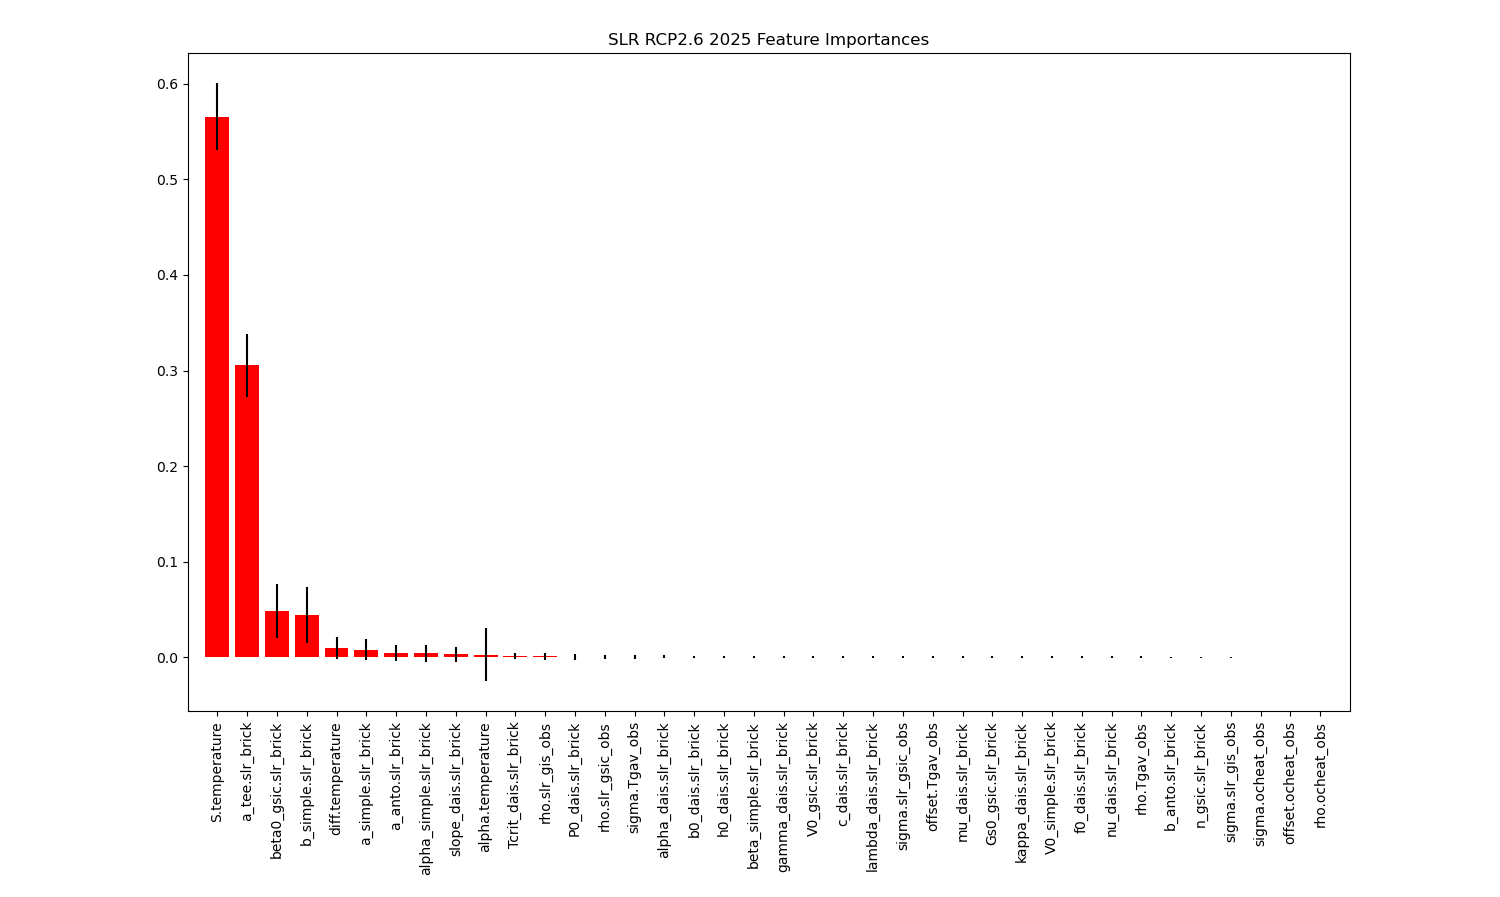 SLR RCP2.6 2025 Feature Importances
0.6
0.5
0.4
0.3
0.2
0.1
0.0
S.temperature
a_tee.slr_brick
beta0_gsic.slr_brick
b_simple.slr_brick
diff.temperature
a_simple.slr_brick
a_anto.slr_brick
alpha_simple.slr_brick
slope_dais.slr_brick
alpha.temperature
Tcrit_dais.slr_brick
rho.slr_gis_obs
P0_dais.slr_brick
rho.slr_gsic_obs
sigma.Tgav_obs
alpha_dais.slr_brick
b0_dais.slr_brick
h0_dais.slr_brick
beta_simple.slr_brick
gamma_dais.slr_brick
V0_gsic.slr_brick
c_dais.slr_brick
lambda_dais.slr_brick
sigma.slr_gsic_obs
offset.Tgav_obs
mu_dais.slr_brick
Gs0_gsic.slr_brick
kappa_dais.slr_brick
V0_simple.slr_brick
f0_dais.slr_brick
nu_dais.slr_brick
rho.Tgav_obs
b_anto.slr_brick
n_gsic.slr_brick
sigma.slr_gis_obs
sigma.ocheat_obs
offset.ocheat_obs
rho.ocheat_obs